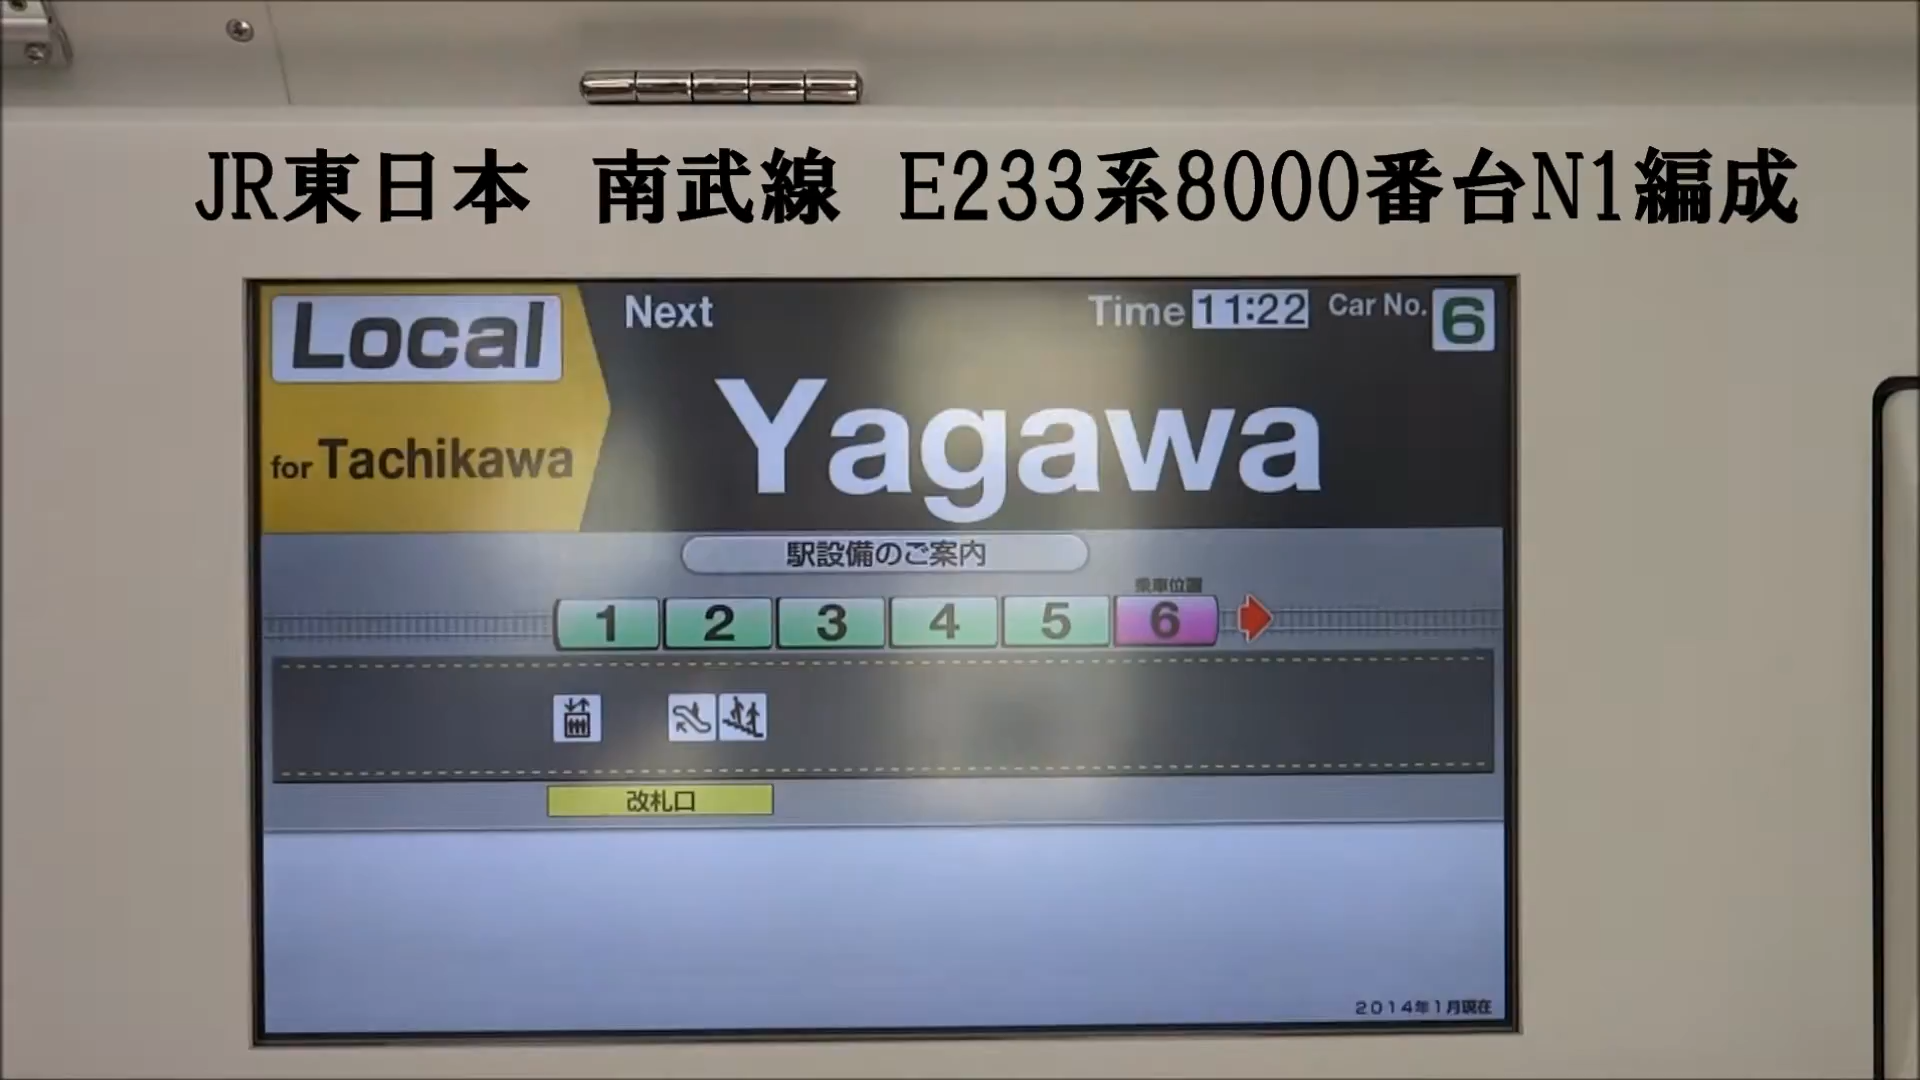 JR東日本　南武線　E233系8000番台N1編成
Local
Next
Time 11:22 Car No. 6
for Tachikawa
Yagawa
駅設備のご案内
乗車位置
1 2 3 4 5 6
改札口
2014年1月現在